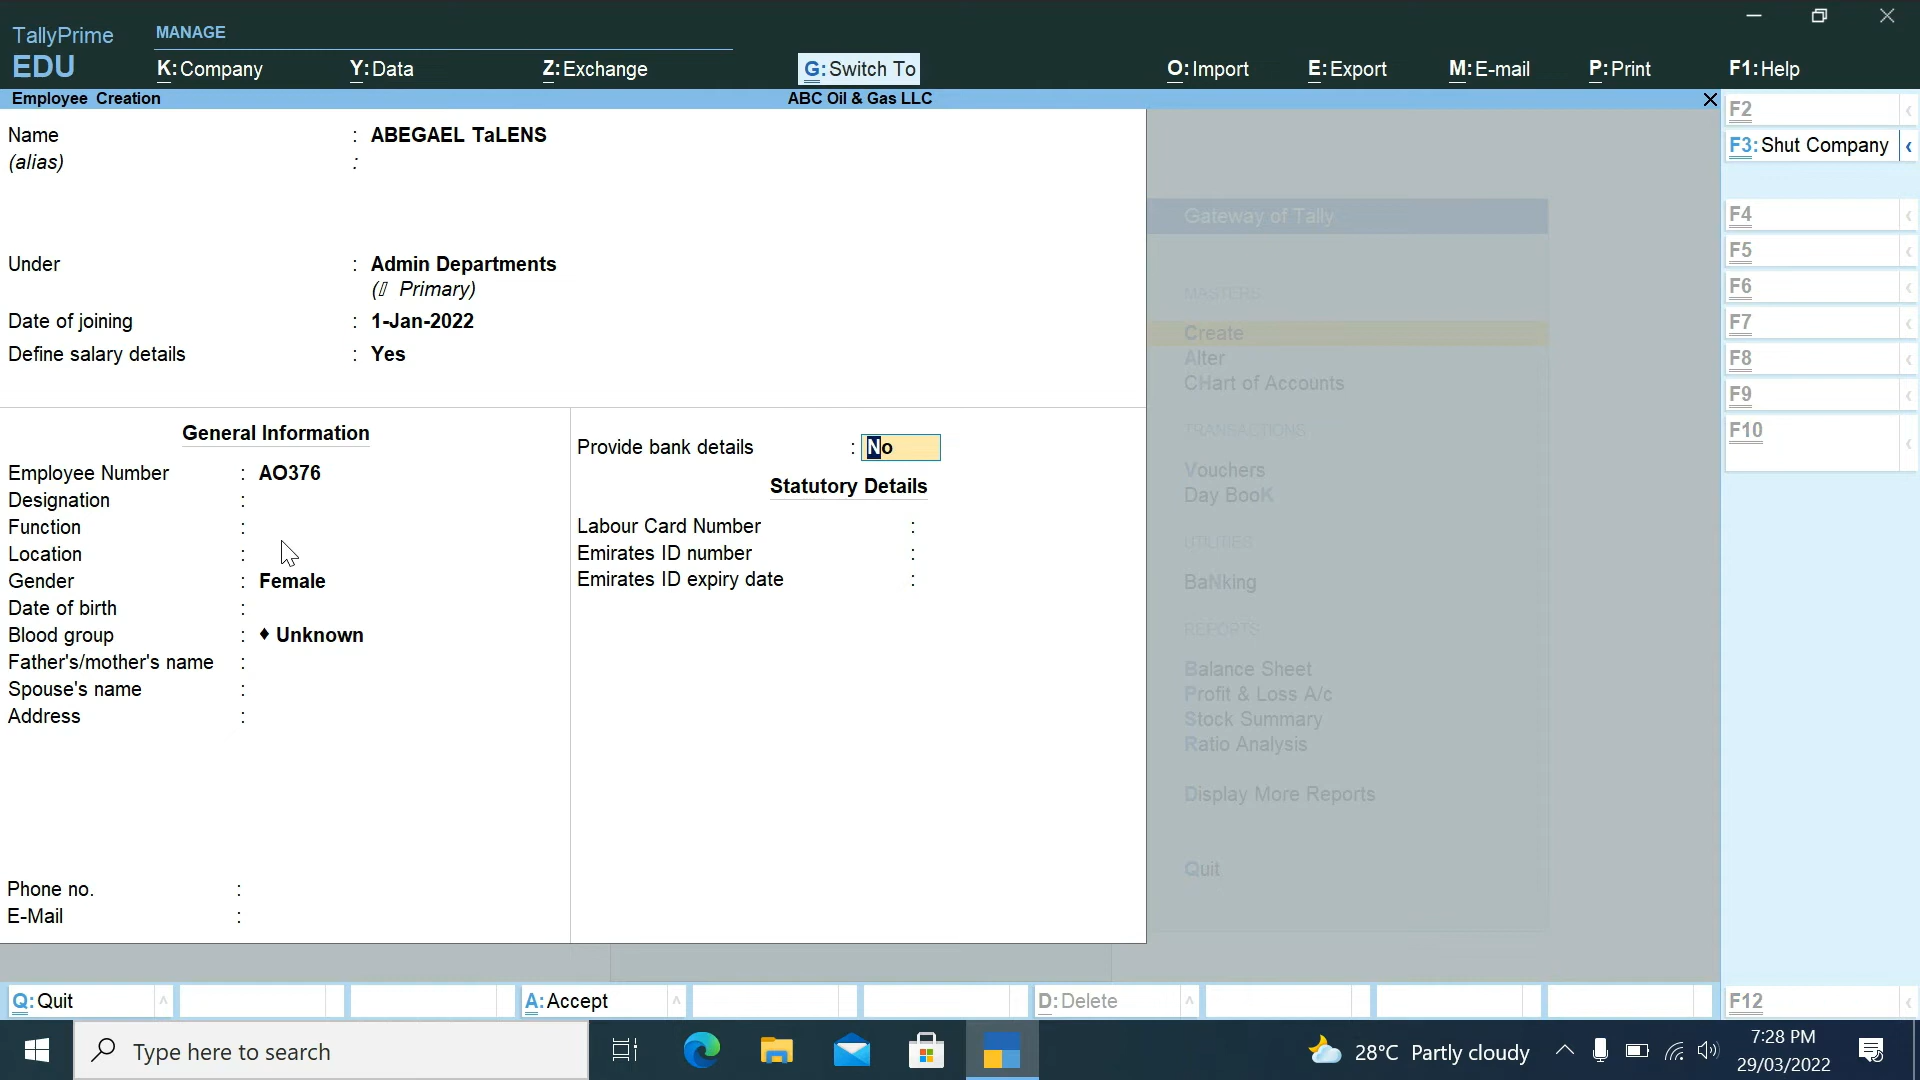 TallyPrime
EDU
MANAGE
K:Company
Y:Data
Z:Exchange
G:Switch To
O:Import
E:Export
M:E-mail
P:Print
F1:Help
Employee Creation
ABC Oil & Gas LLC
Name : ABEGAEL TaLENS
(alias) :
Under : Admin Departments
(▯ Primary)
Date of joining : 1-Jan-2022
Define salary details : Yes
General Information
Employee Number : AO376
Designation :
Function :
Location :
Gender : Female
Date of birth :
Blood group : ♦ Unknown
Father's/mother's name :
Spouse's name :
Address :
Phone no. :
E-Mail :
Provide bank details : No
Statutory Details
Labour Card Number :
Emirates ID number :
Emirates ID expiry date :
Gateway of Tally
MASTERS
Create
Alter
CHart of Accounts
TRANSACTIONS
Vouchers
Day BooK
UTILITIES
BaNking
REPORTS
Balance Sheet
Profit & Loss A/c
Stock Summary
Ratio Analysis
Display More Reports
Quit
F2
F3:Shut Company
F4
F5
F6
F7
F8
F9
F10
F12
Q:Quit
A:Accept
D:Delete
Type here to search
28°C Partly cloudy
7:28 PM
29/03/2022